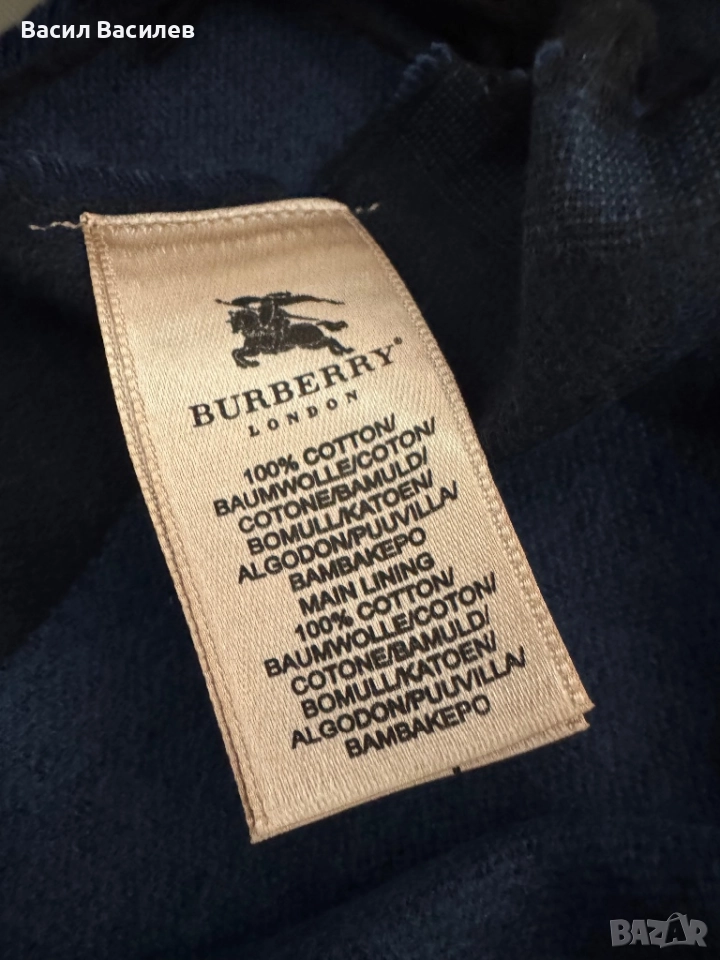 Васил Василев
BURBERRY®
LONDON
100% COTTON/
BAUMWOLLE/COTON/
COTONE/BAMULD/
BOMULL/KATOEN/
ALGODON/PUUVILLA/
BAMBAKEPO
MAIN LINING
100% COTTON/
BAUMWOLLE/COTON/
COTONE/BAMULD/
BOMULL/KATOEN/
ALGODON/PUUVILLA/
BAMBAKEPO
BAZAR